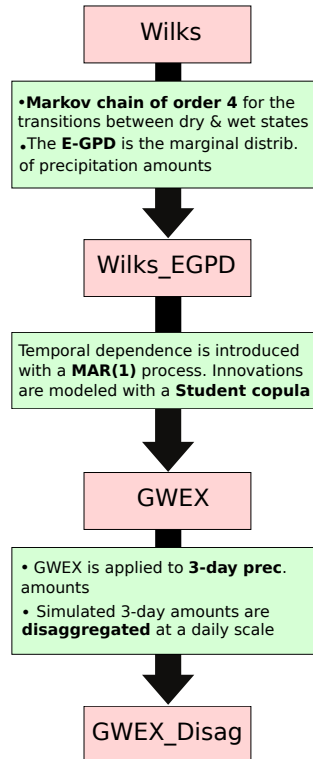 Wilks
•Markov chain of order 4 for the
transitions between dry & wet states
•The E-GPD is the marginal distrib.
of precipitation amounts
Wilks_EGPD
Temporal dependence is introduced
with a MAR(1) process. Innovations
are modeled with a Student copula
GWEX
• GWEX is applied to 3-day prec.
amounts
• Simulated 3-day amounts are
disaggregated at a daily scale
GWEX_Disag